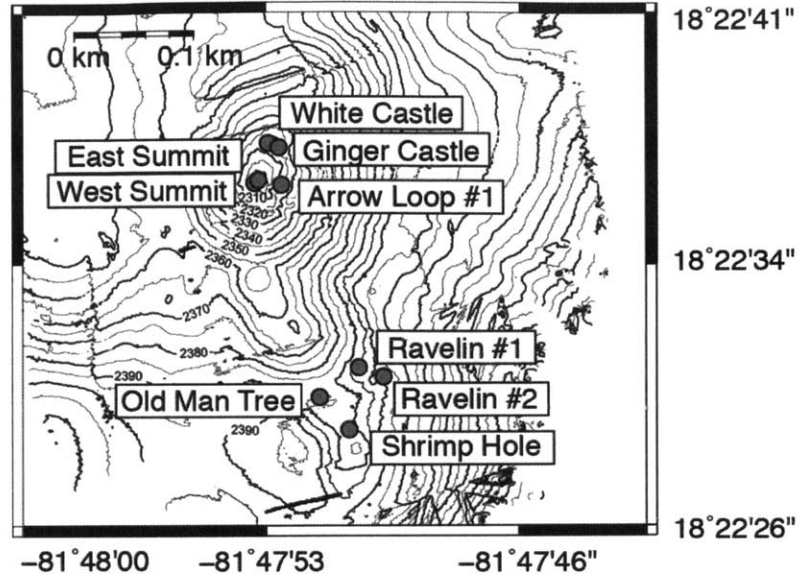 18°22'41"
0 km 0.1 km
White Castle
East Summit
Ginger Castle
West Summit
Arrow Loop #1
2310
2320
2330
2340
2350
2360
18°22'34"
2370
2380
Ravelin #1
2390
Old Man Tree
Ravelin #2
2390
Shrimp Hole
18°22'26"
−81°48'00 −81°47'53 −81°47'46"